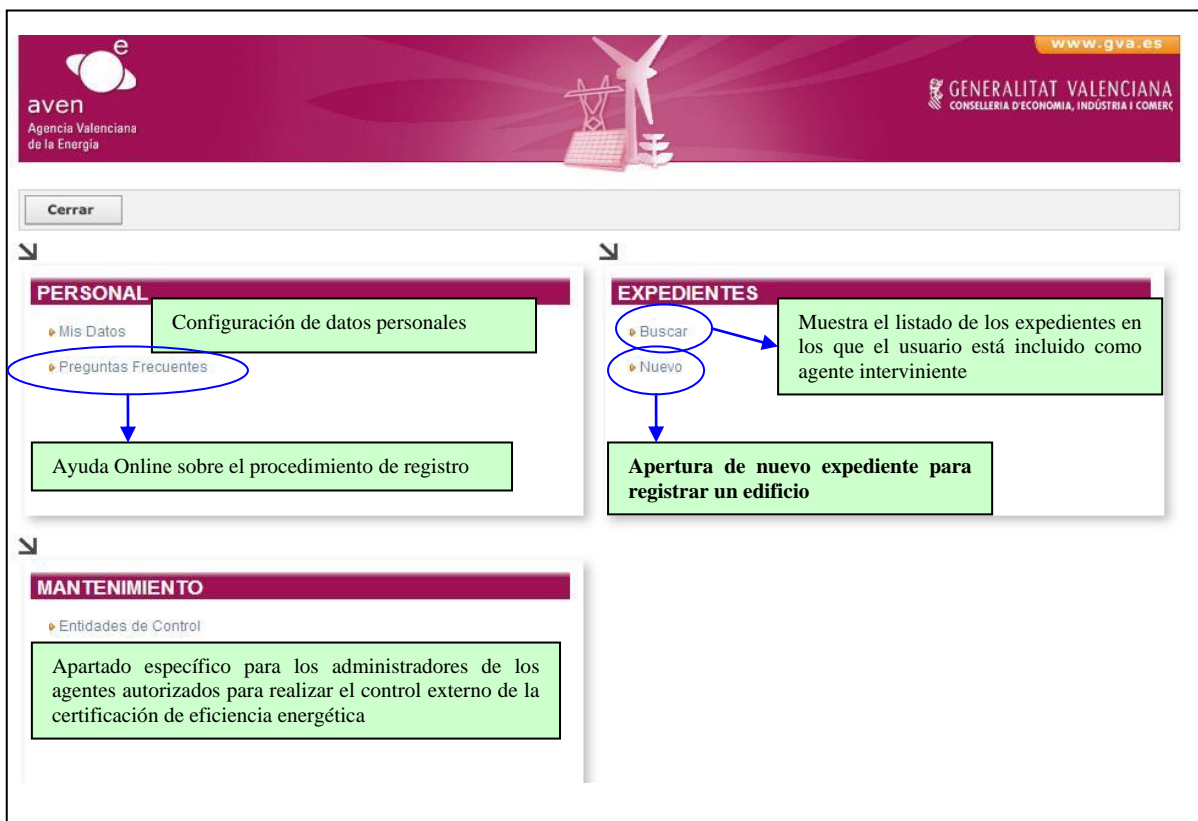 www.gva.es
e
aven
Agencia Valenciana
de la Energía
GENERALITAT VALENCIANA
CONSELLERIA D'ECONOMIA, INDÚSTRIA I COMERÇ
Cerrar
PERSONAL
Mis Datos
Configuración de datos personales
Preguntas Frecuentes
Ayuda Online sobre el procedimiento de registro
EXPEDIENTES
Buscar
Muestra el listado de los expedientes en
los que el usuario está incluido como
agente interviniente
Nuevo
Apertura de nuevo expediente para
registrar un edificio
MANTENIMIENTO
Entidades de Control
Apartado específico para los administradores de los
agentes autorizados para realizar el control externo de la
certificación de eficiencia energética